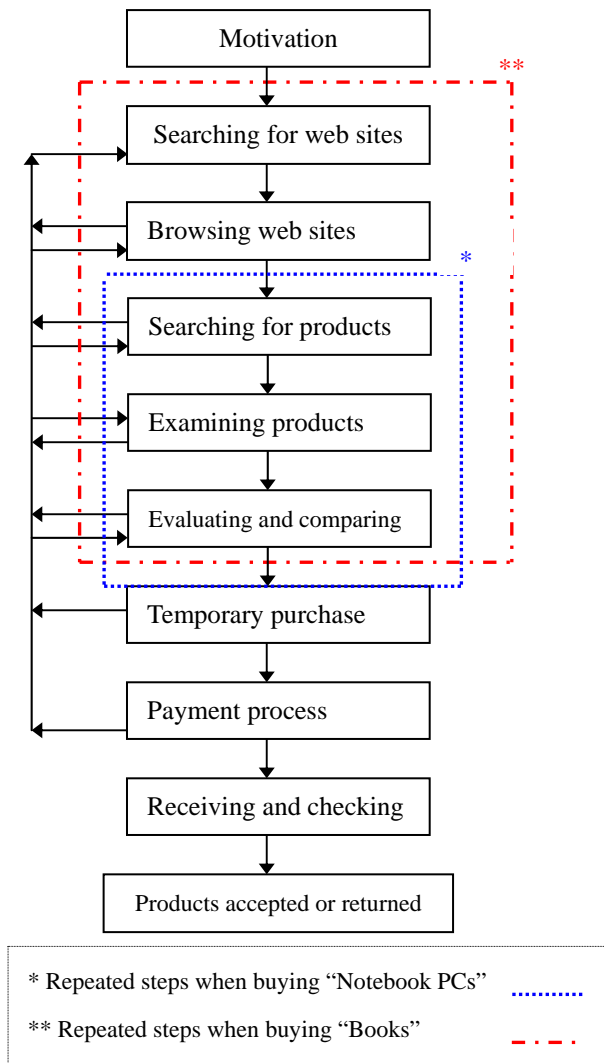 Motivation
**
Searching for web sites
Browsing web sites
*
Searching for products
Examining products
Evaluating and comparing
Temporary purchase
Payment process
Receiving and checking
Products accepted or returned
* Repeated steps when buying “Notebook PCs”
** Repeated steps when buying “Books”